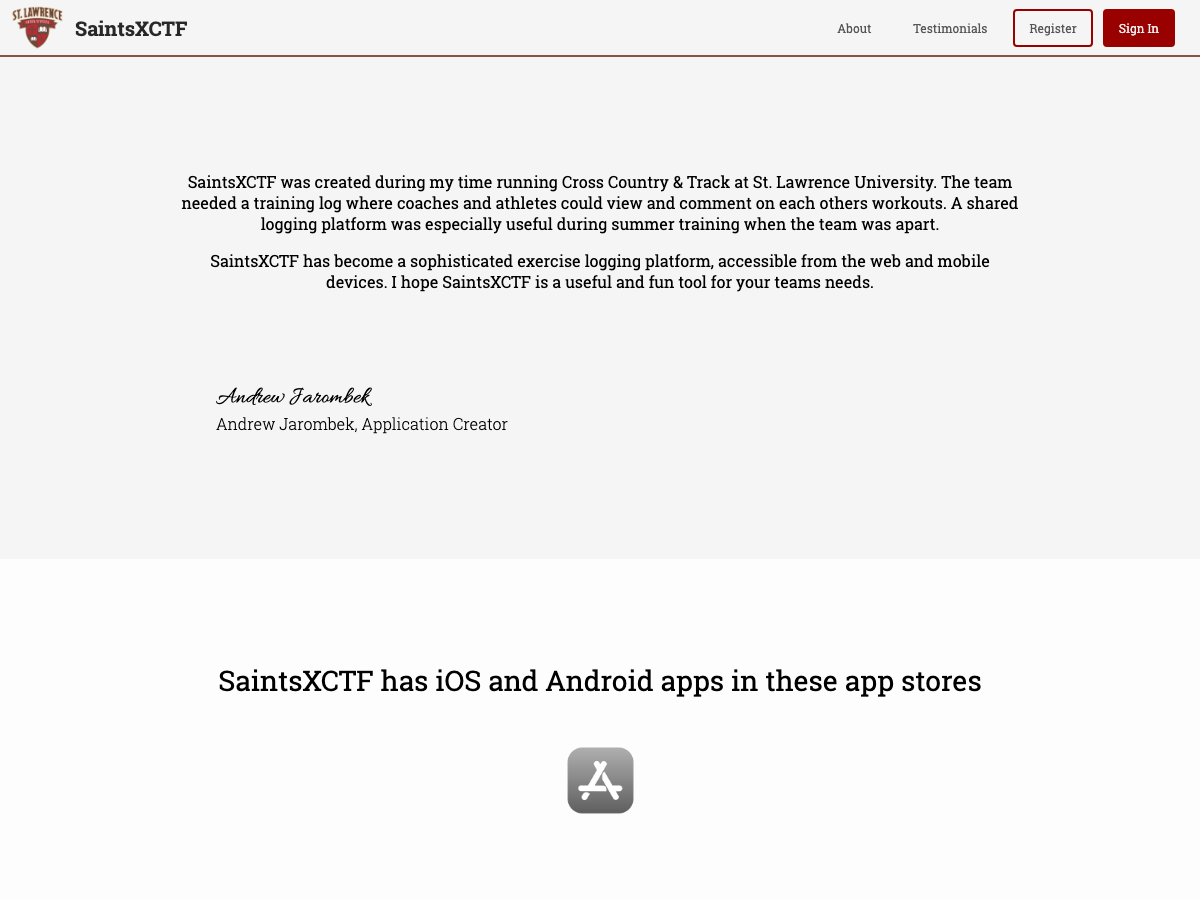 ST. LAWRENCE
SaintsXCTF
About
Testimonials
Register
Sign In
SaintsXCTF was created during my time running Cross Country & Track at St. Lawrence University. The team
needed a training log where coaches and athletes could view and comment on each others workouts. A shared
logging platform was especially useful during summer training when the team was apart.
SaintsXCTF has become a sophisticated exercise logging platform, accessible from the web and mobile
devices. I hope SaintsXCTF is a useful and fun tool for your teams needs.
Andrew Jarombek
Andrew Jarombek, Application Creator
SaintsXCTF has iOS and Android apps in these app stores